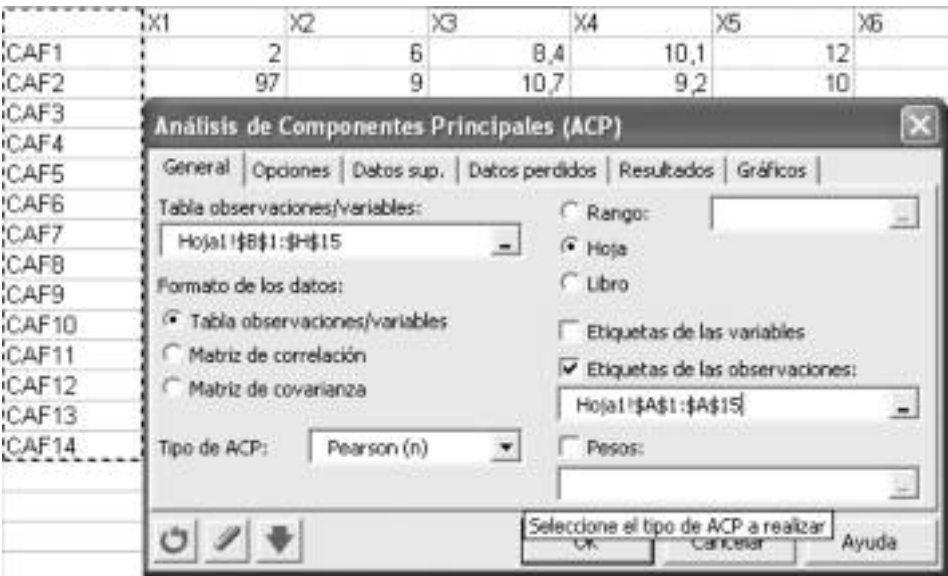 X1 X2 X3 X4 X5 X6
CAF1 2 6 8,4 10,1 12
CAF2 97 9 10,7 9,2 10
CAF3
CAF4
CAF5
CAF6
CAF7
CAF8
CAF9
CAF10
CAF11
CAF12
CAF13
CAF14
Análisis de Componentes Principales (ACP)
General Opciones Datos sup. Datos perdidos Resultados Gráficos
Tabla observaciones/variables:
Hoja1!$B$1:$H$15
Formato de los datos:
Tabla observaciones/variables
Matriz de correlación
Matriz de covarianza
Tipo de ACP: Pearson (n)
Rango:
Hoja
Libro
Etiquetas de las variables
Etiquetas de las observaciones:
Hoja1!$A$1:$A$15
Pesos:
Seleccione el tipo de ACP a realizar
OK Cancelar Ayuda